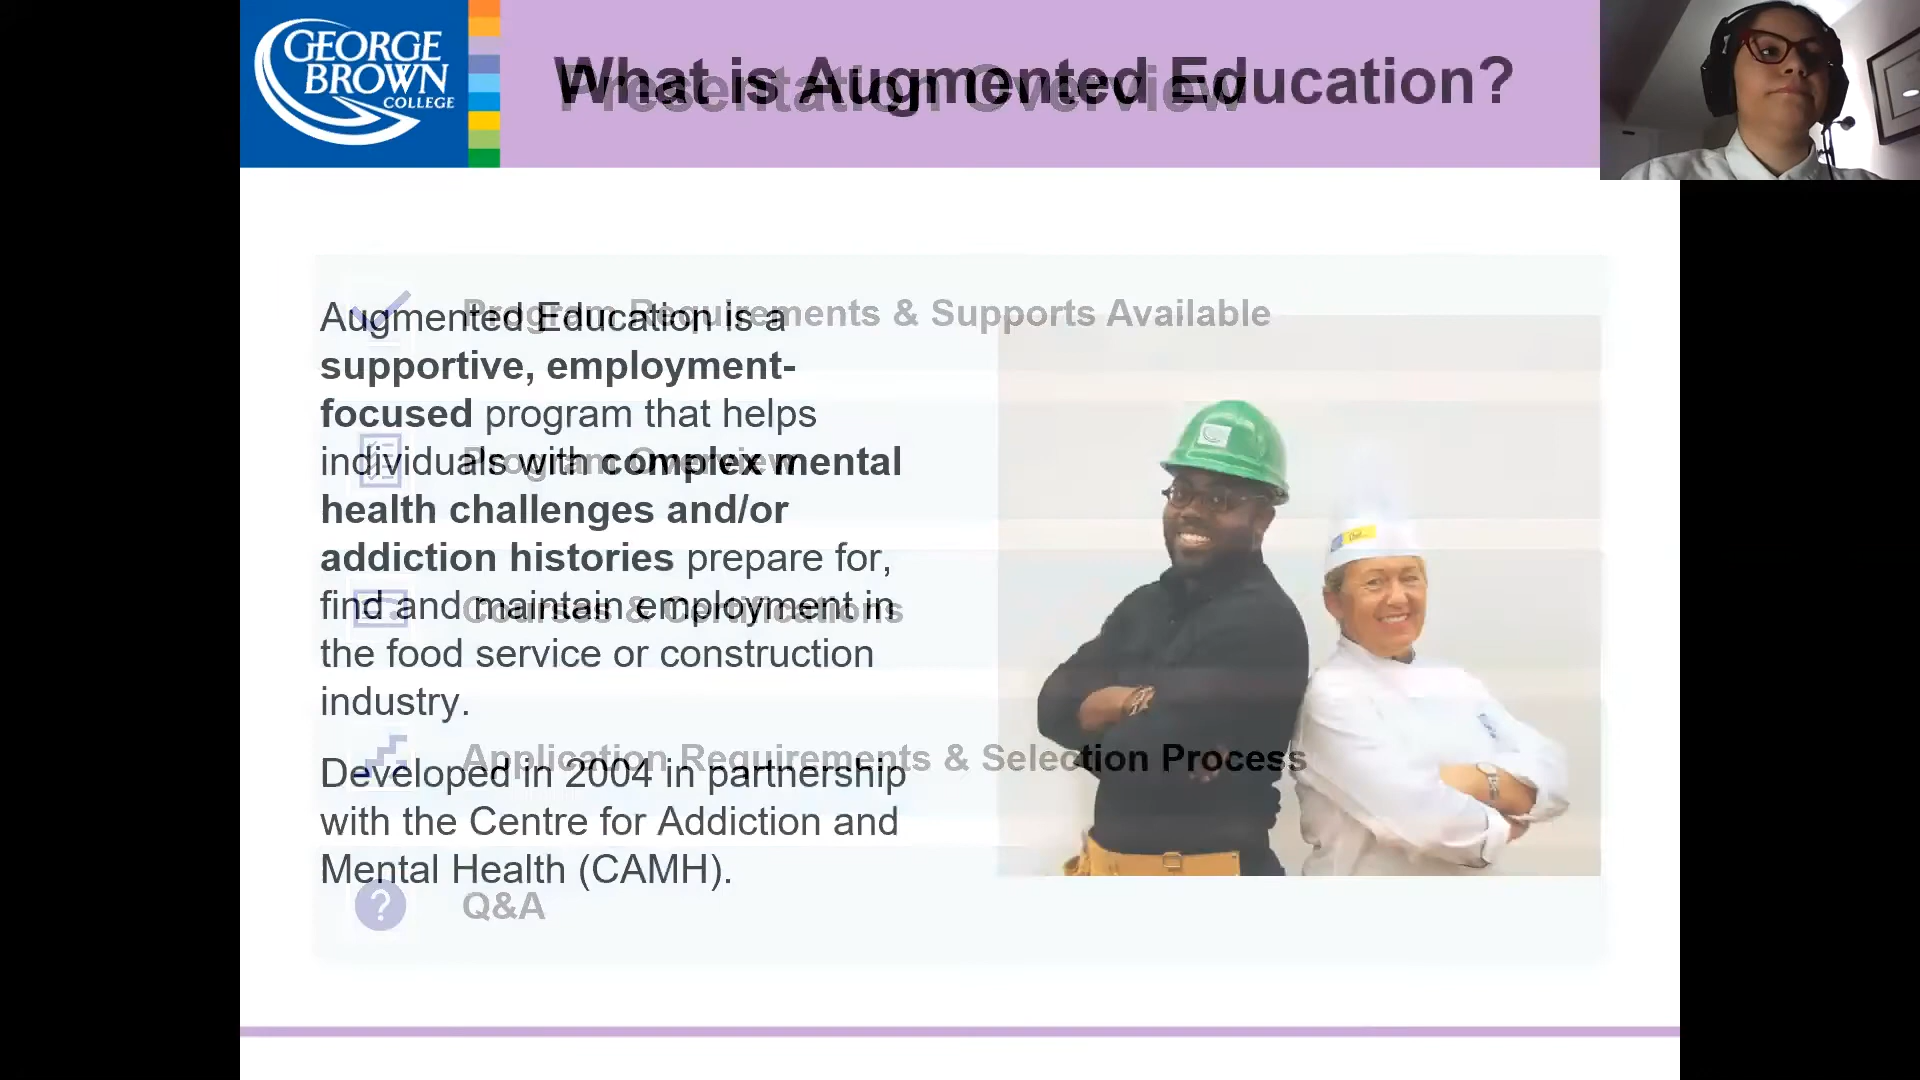 GEORGE
BROWN
COLLEGE
What is Augmented Education?
Presentation Overview
Augmented Education is a
supportive, employment-
focused program that helps
individuals with complex mental
health challenges and/or
addiction histories prepare for,
find and maintain employment in
the food service or construction
industry.
Developed in 2004 in partnership
with the Centre for Addiction and
Mental Health (CAMH).
Program Requirements & Supports Available
Program Overview
Courses & Certifications
Application Requirements & Selection Process
?
Q&A